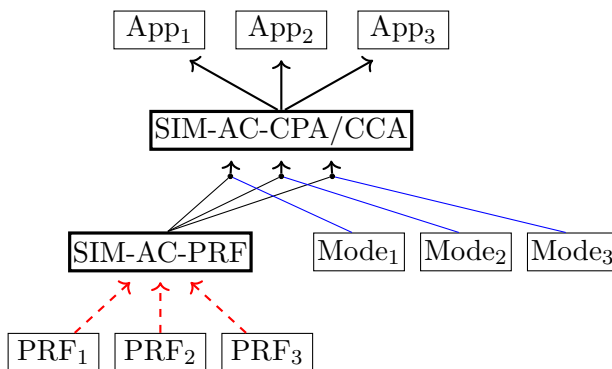 App₁ App₂ App₃
SIM-AC-CPA/CCA
SIM-AC-PRF Mode₁ Mode₂ Mode₃
PRF₁ PRF₂ PRF₃